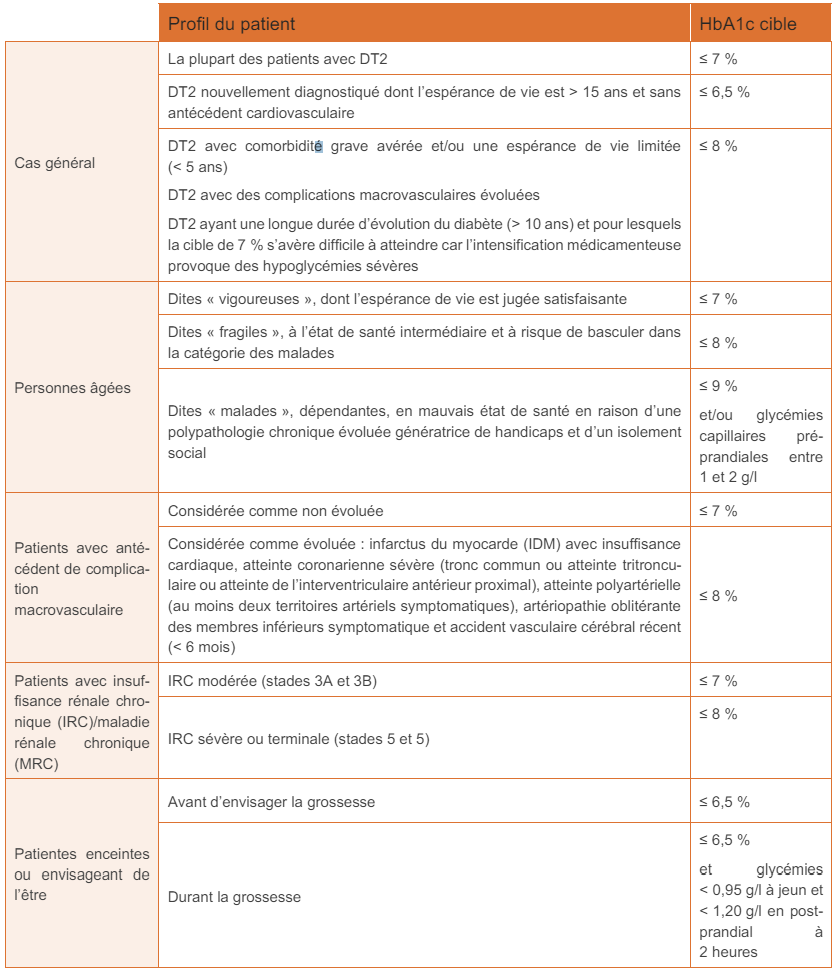 Profil du patient
HbA1c cible
Cas général
La plupart des patients avec DT2
≤ 7 %
DT2 nouvellement diagnostiqué dont l'espérance de vie est > 15 ans et sans
antécédent cardiovasculaire
≤ 6,5 %
DT2 avec comorbidité grave avérée et/ou une espérance de vie limitée
(< 5 ans)
DT2 avec des complications macrovasculaires évoluées
DT2 ayant une longue durée d'évolution du diabète (> 10 ans) et pour lesquels
la cible de 7 % s'avère difficile à atteindre car l'intensification médicamenteuse
provoque des hypoglycémies sévères
≤ 8 %
Personnes âgées
Dites « vigoureuses », dont l'espérance de vie est jugée satisfaisante
≤ 7 %
Dites « fragiles », à l'état de santé intermédiaire et à risque de basculer dans
la catégorie des malades
≤ 8 %
Dites « malades », dépendantes, en mauvais état de santé en raison d'une
polypathologie chronique évoluée génératrice de handicaps et d'un isolement
social
≤ 9 %
et/ou glycémies
capillaires pré-
prandiales entre
1 et 2 g/l
Patients avec anté-
cédent de complica-
tion
macrovasculaire
Considérée comme non évoluée
≤ 7 %
Considérée comme évoluée : infarctus du myocarde (IDM) avec insuffisance
cardiaque, atteinte coronarienne sévère (tronc commun ou atteinte tritroncu-
laire ou atteinte de l'interventriculaire antérieur proximal), atteinte polyartérielle
(au moins deux territoires artériels symptomatiques), artériopathie oblitérante
des membres inférieurs symptomatique et accident vasculaire cérébral récent
(< 6 mois)
≤ 8 %
Patients avec insuf-
fisance rénale chro-
nique (IRC)/maladie
rénale chronique
(MRC)
IRC modérée (stades 3A et 3B)
≤ 7 %
IRC sévère ou terminale (stades 5 et 5)
≤ 8 %
Patientes enceintes
ou envisageant de
l'être
Avant d'envisager la grossesse
≤ 6,5 %
Durant la grossesse
≤ 6,5 %
et glycémies
< 0,95 g/l à jeun et
< 1,20 g/l en post-
prandial à
2 heures